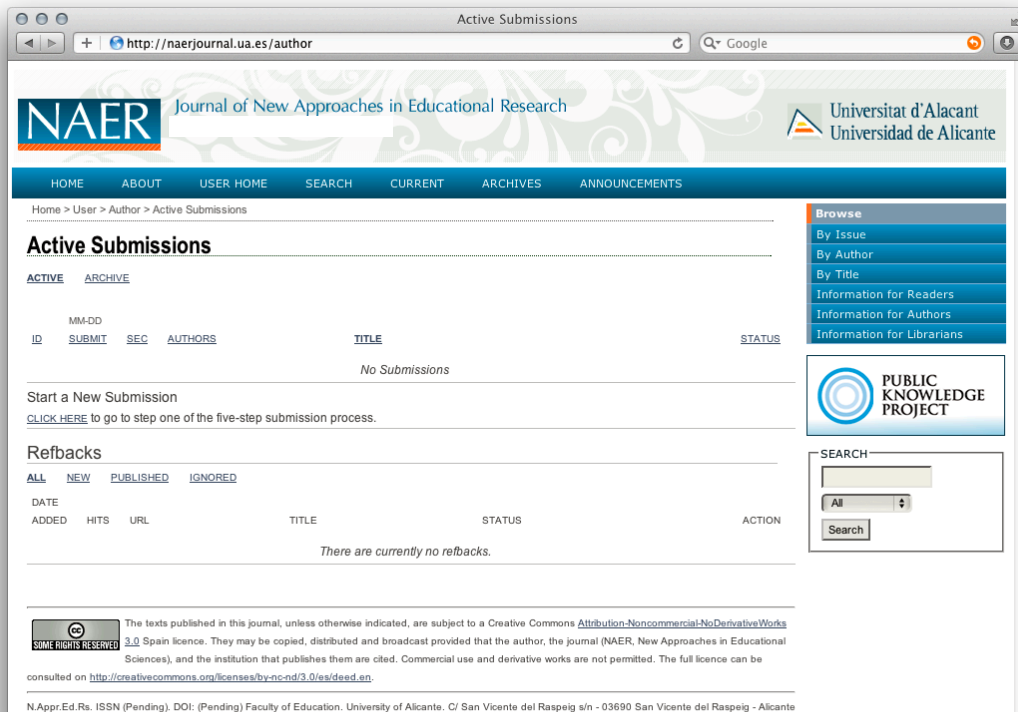 Active Submissions
http://naerjournal.ua.es/author
Google
NAER
Journal of New Approaches in Educational Research
Universitat d'Alacant
Universidad de Alicante
HOME ABOUT USER HOME SEARCH CURRENT ARCHIVES ANNOUNCEMENTS
Home > User > Author > Active Submissions
Active Submissions
ACTIVE ARCHIVE
MM-DD
ID SUBMIT SEC AUTHORS TITLE STATUS
No Submissions
Start a New Submission
CLICK HERE to go to step one of the five-step submission process.
Refbacks
ALL NEW PUBLISHED IGNORED
DATE
ADDED HITS URL TITLE STATUS ACTION
There are currently no refbacks.
Browse
By Issue
By Author
By Title
Information for Readers
Information for Authors
Information for Librarians
PUBLIC
KNOWLEDGE
PROJECT
SEARCH
All
Search
cc
SOME RIGHTS RESERVED
The texts published in this journal, unless otherwise indicated, are subject to a Creative Commons Attribution-Noncommercial-NoDerivativeWorks
3.0 Spain licence. They may be copied, distributed and broadcast provided that the author, the journal (NAER, New Approaches in Educational
Sciences), and the institution that publishes them are cited. Commercial use and derivative works are not permitted. The full licence can be
consulted on http://creativecommons.org/licenses/by-nc-nd/3.0/es/deed.en.
N.Appr.Ed.Rs. ISSN (Pending). DOI: (Pending) Faculty of Education. University of Alicante. C/ San Vicente del Raspeig s/n - 03690 San Vicente del Raspeig - Alicante